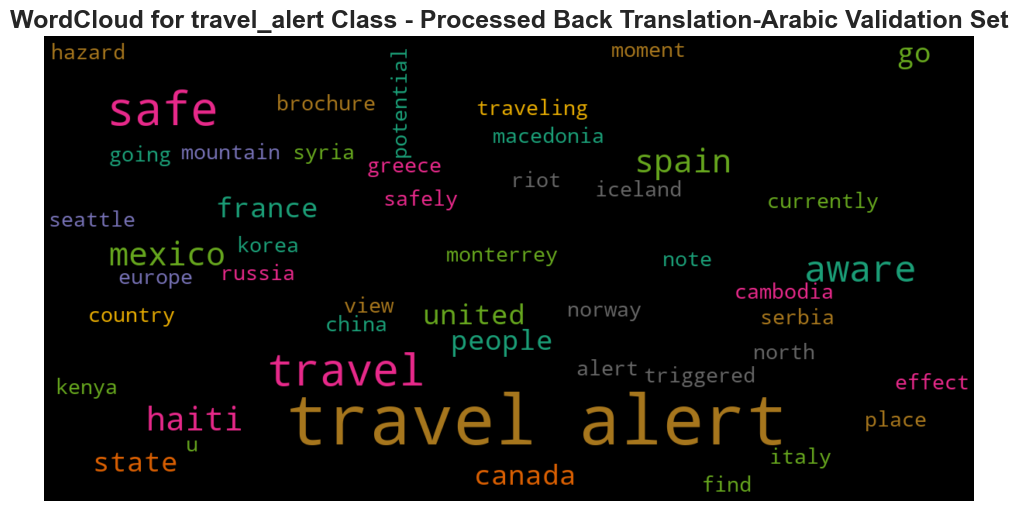 WordCloud for travel_alert Class - Processed Back Translation-Arabic Validation Set
hazard
moment
go
safe
brochure
potential
traveling
macedonia
going
mountain
syria
greece
spain
riot
iceland
safely
currently
seattle
france
mexico
korea
monterrey
note
aware
europe
russia
cambodia
country
view
china
united
norway
serbia
people
north
travel
alert
triggered
effect
kenya
haiti
travel alert
place
u
state
canada
italy
find